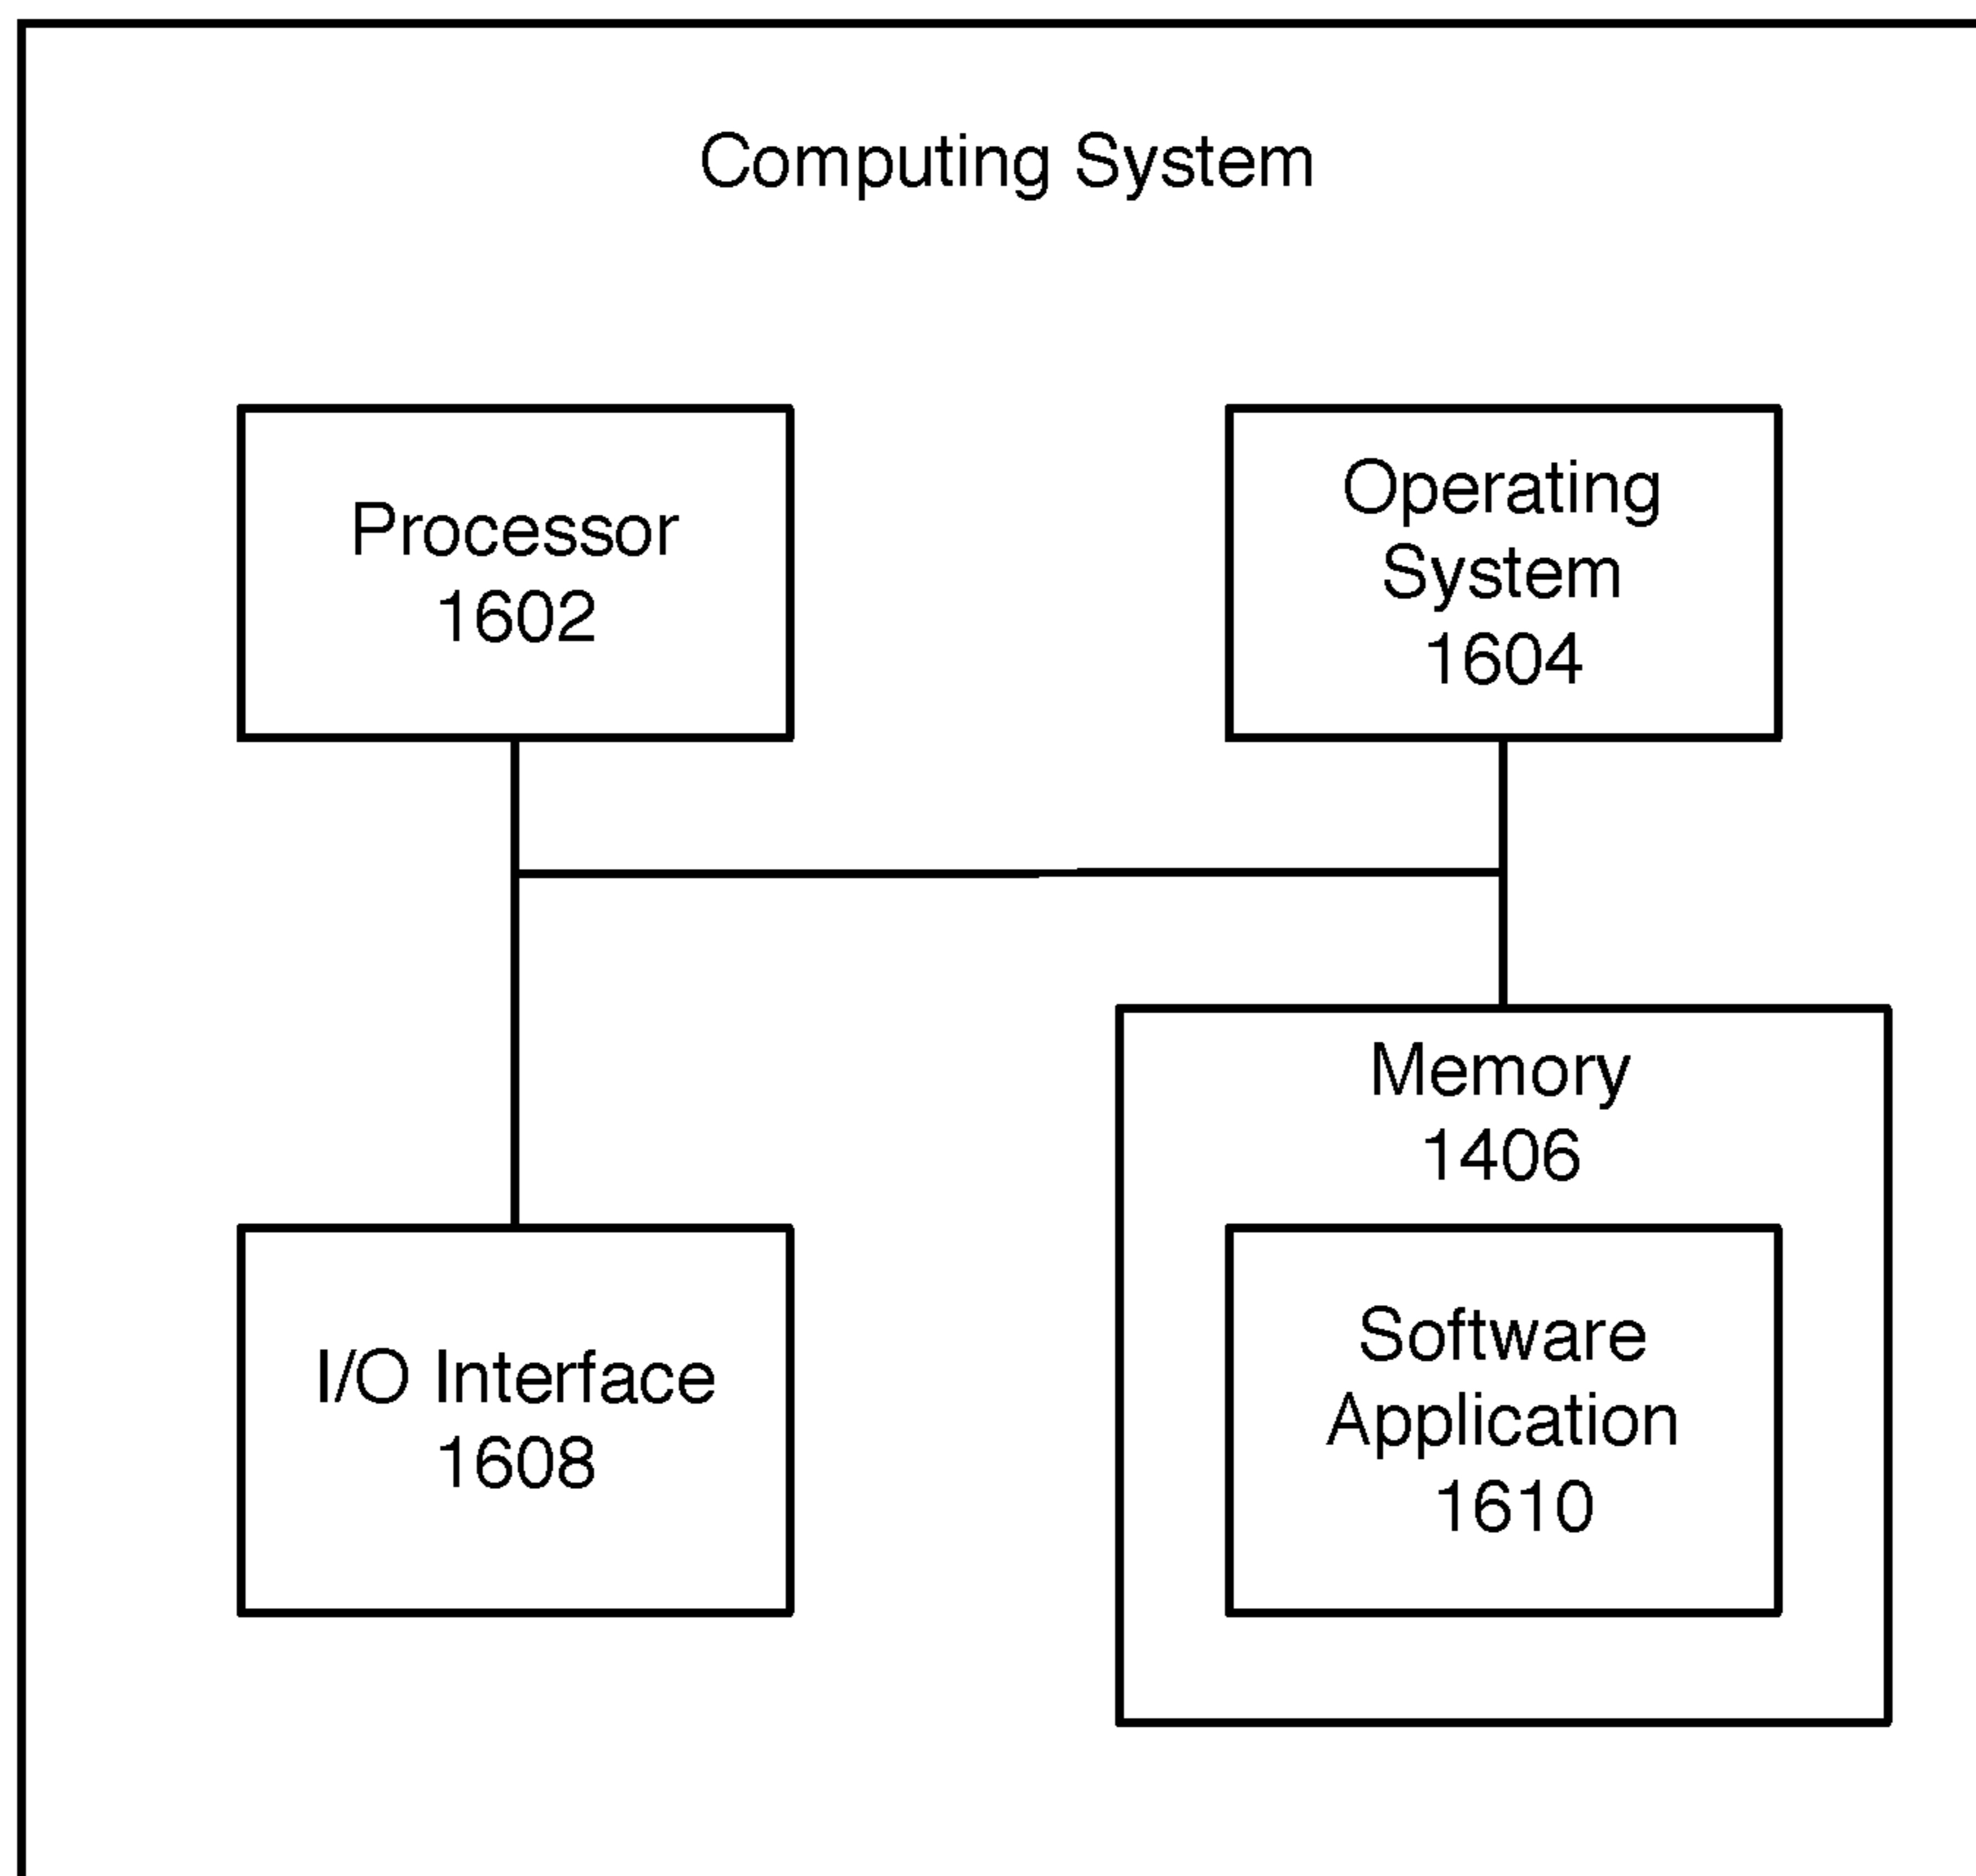 Computing System
Processor
1602
Operating
System
1604
Memory
1406
I/O Interface
1608
Software
Application
1610